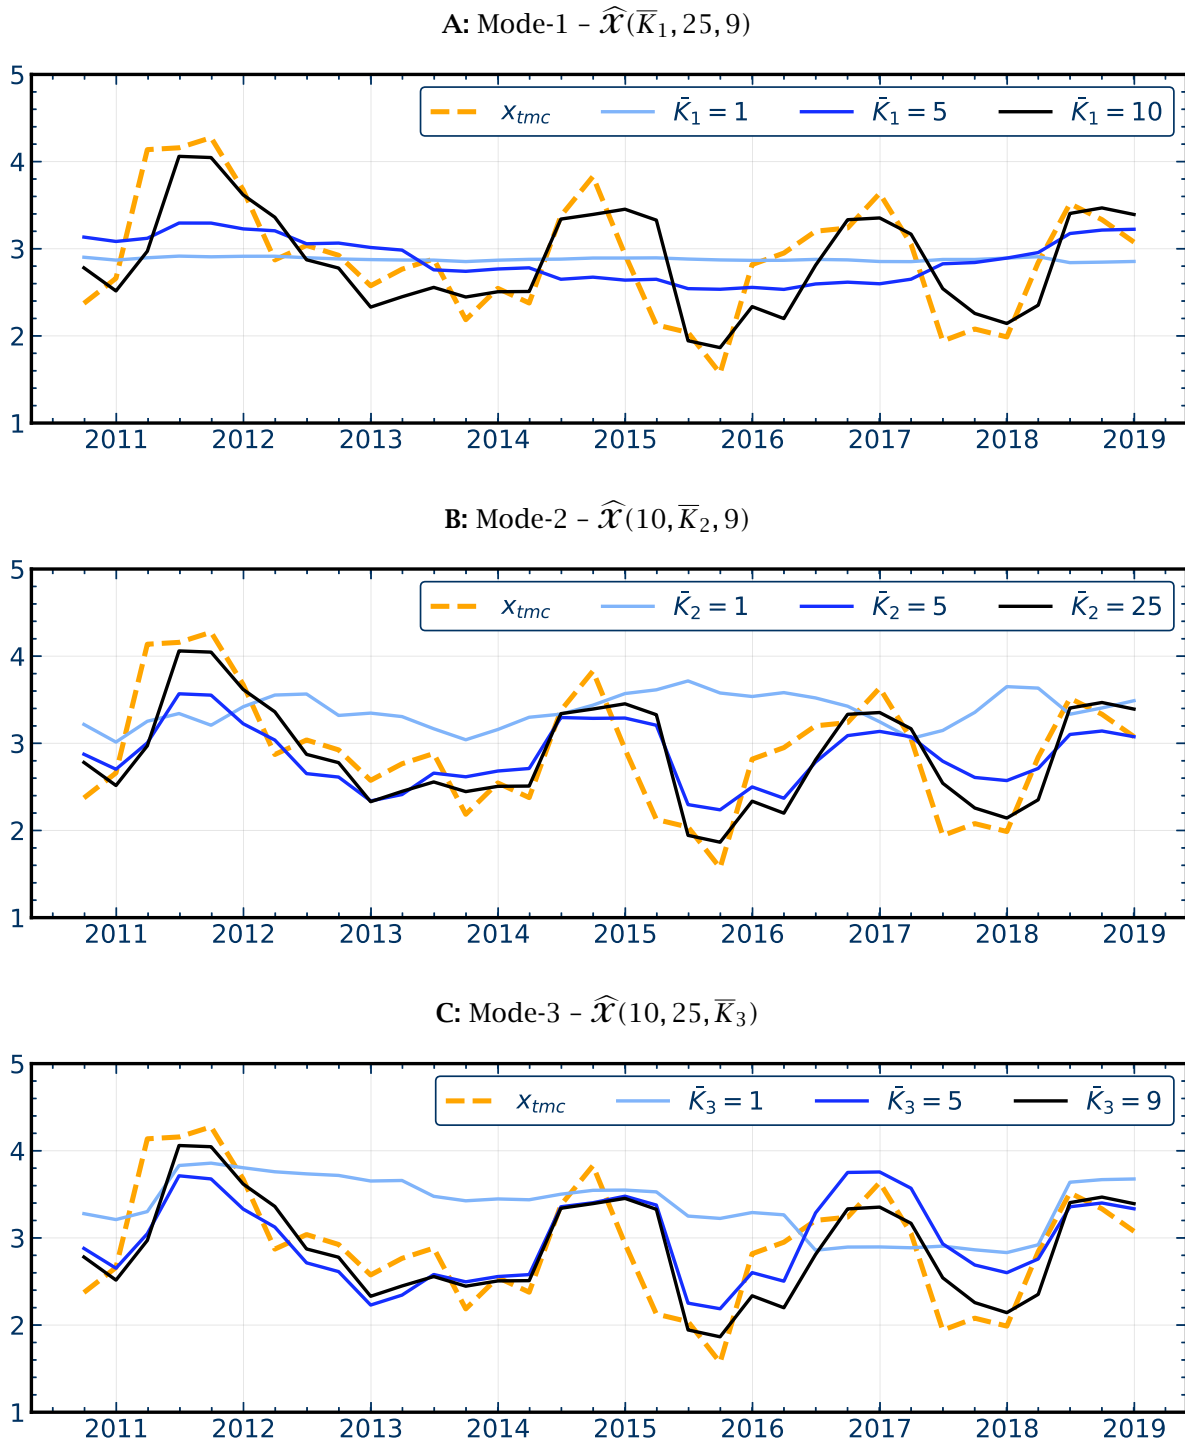 A: Mode-1 – 𝓧̂(K̅₁, 25, 9)
x_tmc K̄₁ = 1 K̄₁ = 5 K̄₁ = 10
5
4
3
2
1
2011 2012 2013 2014 2015 2016 2017 2018 2019
B: Mode-2 – 𝓧̂(10, K̅₂, 9)
x_tmc K̄₂ = 1 K̄₂ = 5 K̄₂ = 25
5
4
3
2
1
2011 2012 2013 2014 2015 2016 2017 2018 2019
C: Mode-3 – 𝓧̂(10, 25, K̅₃)
x_tmc K̄₃ = 1 K̄₃ = 5 K̄₃ = 9
5
4
3
2
1
2011 2012 2013 2014 2015 2016 2017 2018 2019